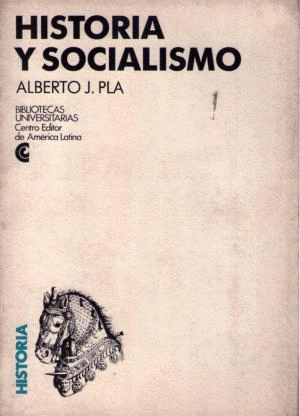 HISTORIA
Y SOCIALISMO
ALBERTO J. PLA
BIBLIOTECAS
UNIVERSITARIAS
Centro Editor
de América Latina
HISTORIA